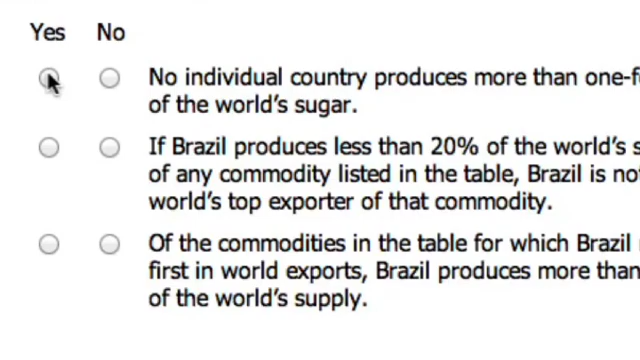 Yes No
No individual country produces more than
of the world's sugar.
If Brazil produces less than 20% of the world's
of any commodity listed in the table, Brazil is
world's top exporter of that commodity.
Of the commodities in the table for which Brazil
first in world exports, Brazil produces more than
of the world's supply.